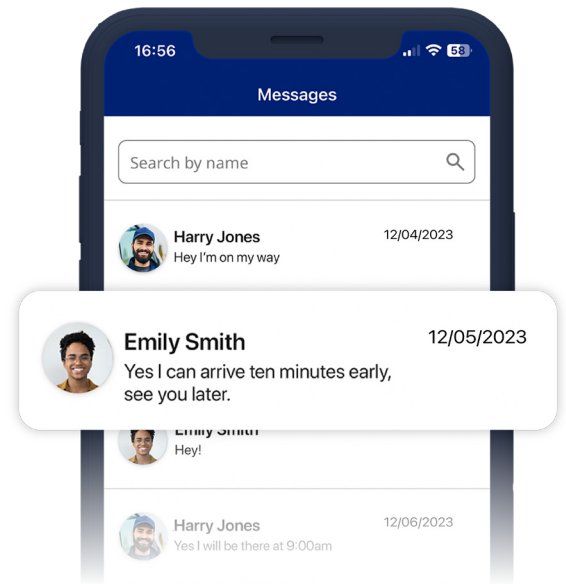 16:56
58
Messages
Search by name
Harry Jones 12/04/2023
Hey I'm on my way
Emily Smith 12/05/2023
Yes I can arrive ten minutes early,
see you later.
Emily Smith
Hey!
Harry Jones 12/06/2023
Yes I will be there at 9:00am